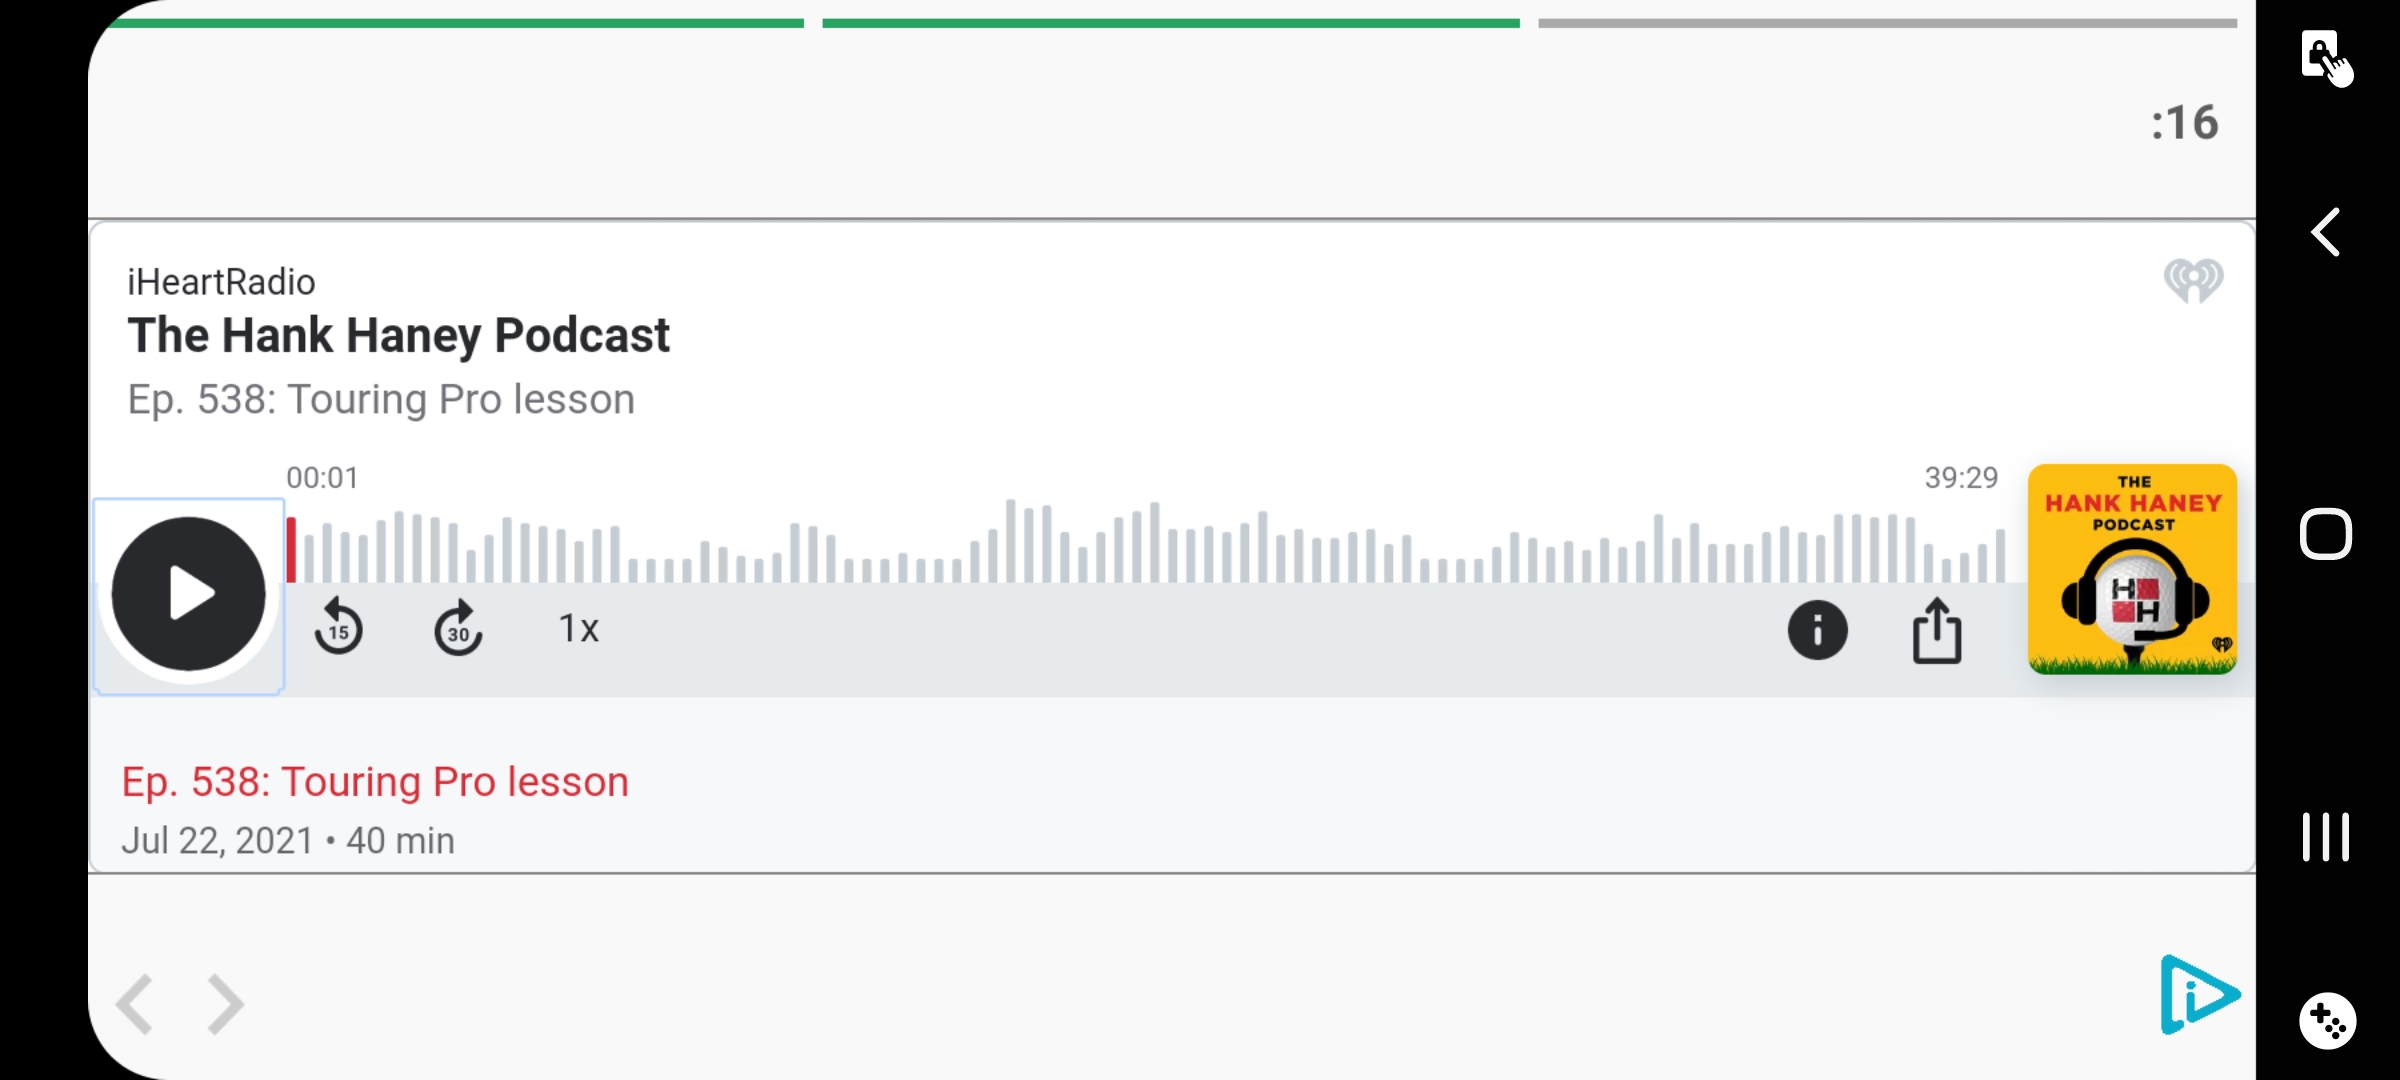 :16
iHeartRadio
The Hank Haney Podcast
Ep. 538: Touring Pro lesson
00:01
39:29
THE
HANK HANEY
PODCAST
H
H
15
30
1x
Ep. 538: Touring Pro lesson
Jul 22, 2021 • 40 min